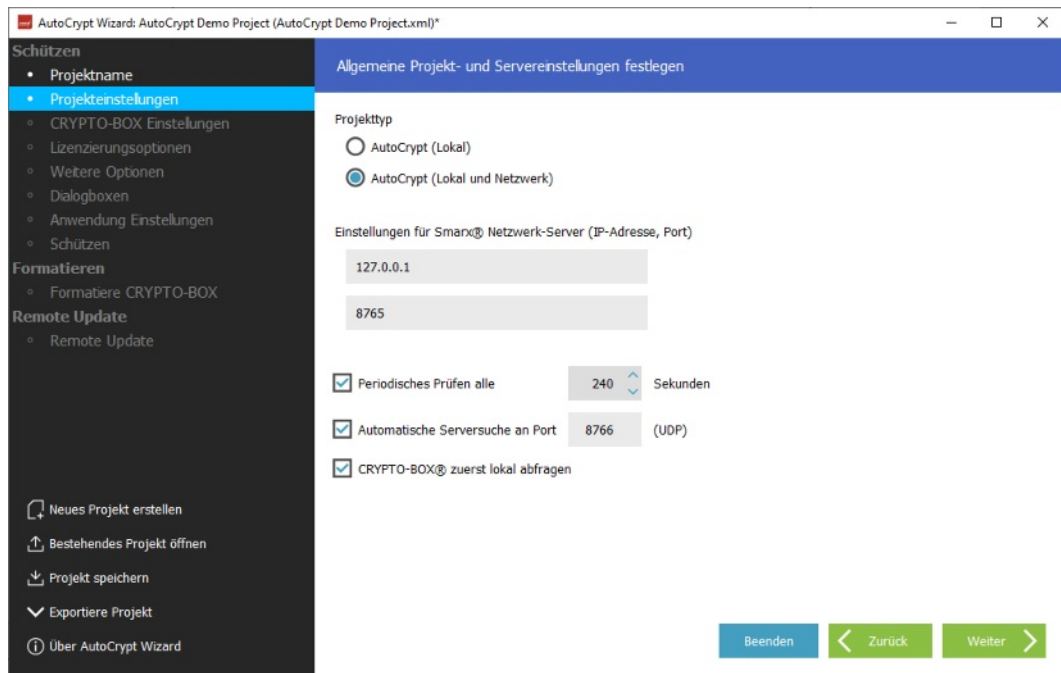 AutoCrypt Wizard: AutoCrypt Demo Project (AutoCrypt Demo Project.xml)*
Schützen
Projektname
Projekteinstellungen
CRYPTO-BOX Einstellungen
Lizenzierungsoptionen
Weitere Optionen
Dialogboxen
Anwendung Einstellungen
Schützen
Formatieren
Formatiere CRYPTO-BOX
Remote Update
Remote Update
Neues Projekt erstellen
Bestehendes Projekt öffnen
Projekt speichern
Exportiere Projekt
Über AutoCrypt Wizard
Allgemeine Projekt- und Servereinstellungen festlegen
Projekttyp
AutoCrypt (Lokal)
AutoCrypt (Lokal und Netzwerk)
Einstellungen für Smarx® Netzwerk-Server (IP-Adresse, Port)
127.0.0.1
8765
Periodisches Prüfen alle 240 Sekunden
Automatische Serversuche an Port 8766 (UDP)
CRYPTO-BOX® zuerst lokal abfragen
Beenden Zurück Weiter